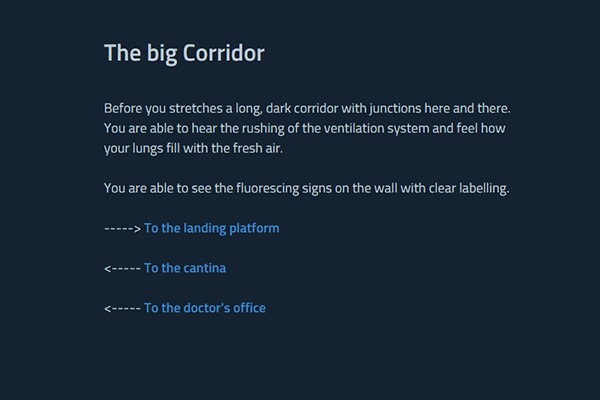 The big Corridor
Before you stretches a long, dark corridor with junctions here and there.
You are able to hear the rushing of the ventilation system and feel how
your lungs fill with the fresh air.
You are able to see the fluorescing signs on the wall with clear labelling.
-----> To the landing platform
<----- To the cantina
<----- To the doctor's office